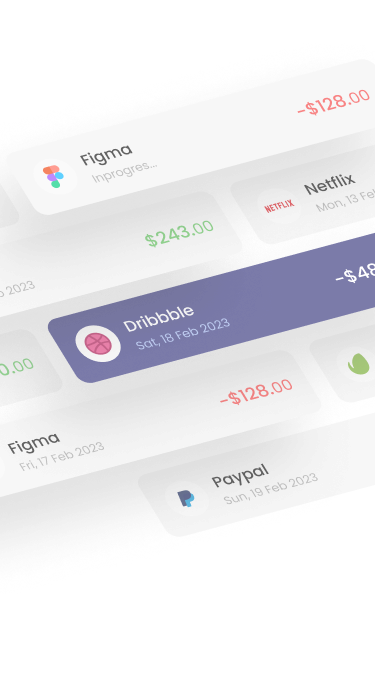 Figma
Inprogres...
-$128.00
NETFLIX
Netflix
Mon, 13 Fe
$243.00
2023
Dribbble
Sat, 18 Feb 2023
-$48
0.00
Figma
Fri, 17 Feb 2023
-$128.00
Paypal
Sun, 19 Feb 2023